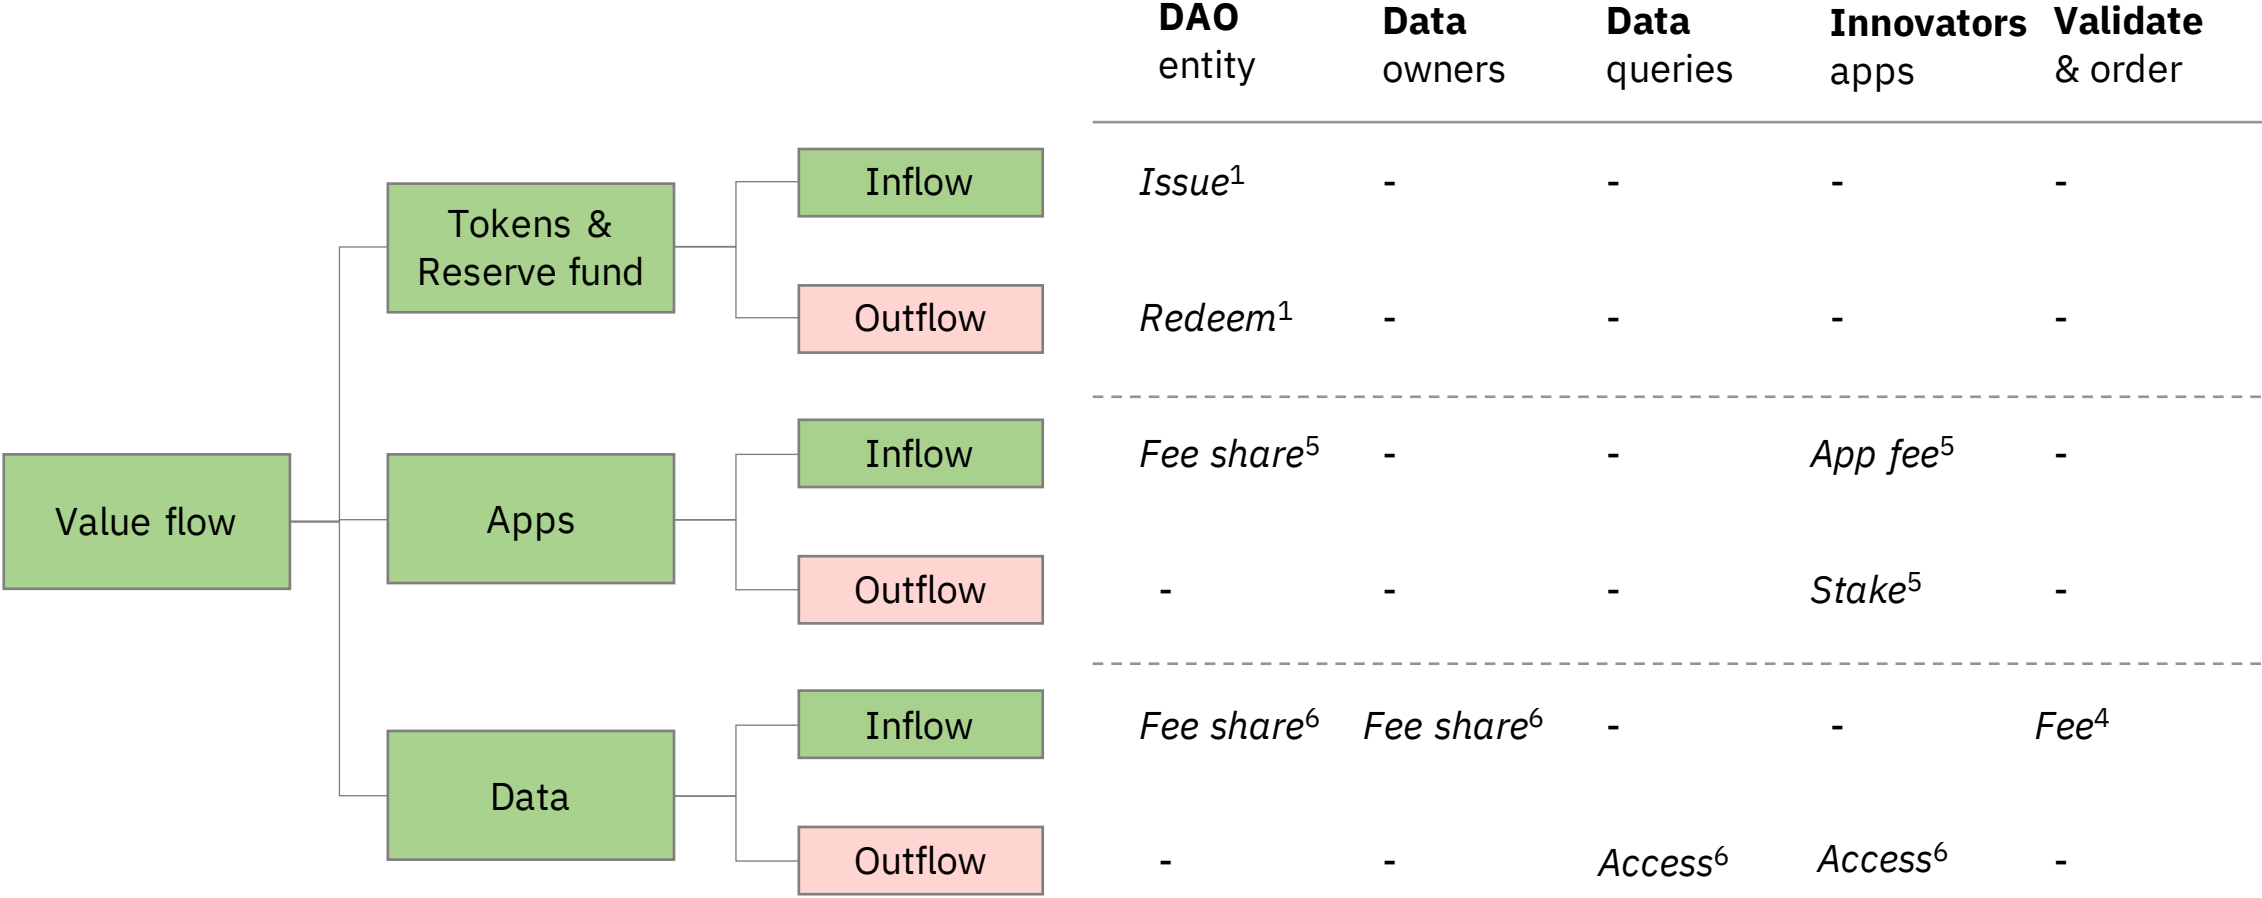 DAO Data Data Innovators Validate
entity owners queries apps & order
Inflow Issue¹ - - - -
Tokens &
Reserve fund
Outflow Redeem¹ - - - -
Inflow Fee share⁵ - - App fee⁵ -
Value flow Apps
Outflow - - - Stake⁵ -
Inflow Fee share⁶ Fee share⁶ - - Fee⁴
Data
Outflow - - Access⁶ Access⁶ -